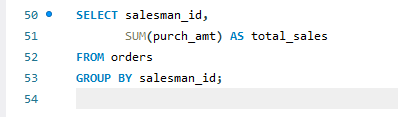 50 SELECT salesman_id,
51 SUM(purch_amt) AS total_sales
52 FROM orders
53 GROUP BY salesman_id;
54